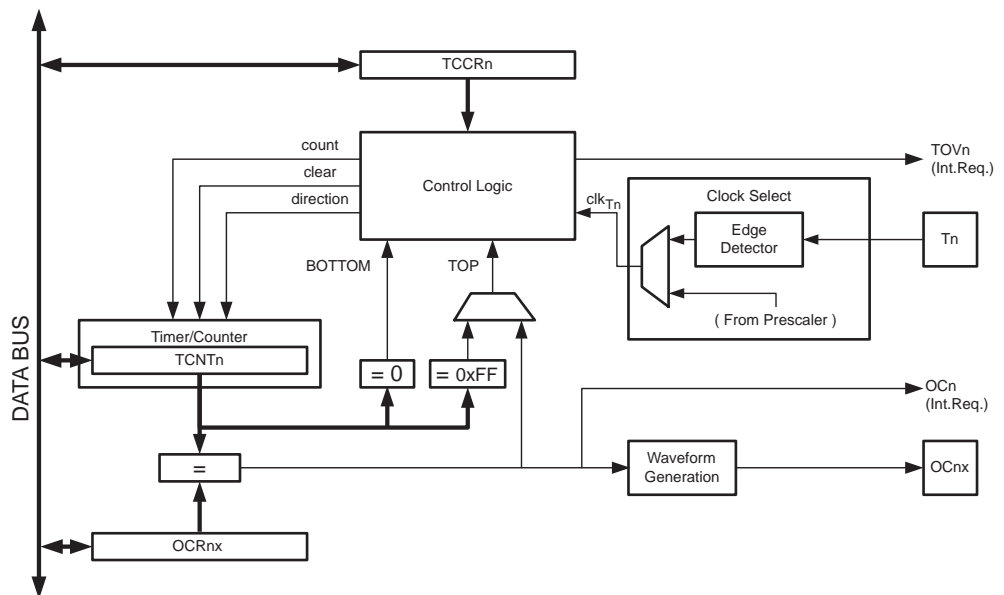 TCCRn
count
clear
direction
Control Logic
TOVn
(Int.Req.)
clkTn
Clock Select
Edge
Detector
Tn
( From Prescaler )
BOTTOM
TOP
DATA BUS
Timer/Counter
TCNTn
= 0
= 0xFF
OCn
(Int.Req.)
=
Waveform
Generation
OCnx
OCRnx